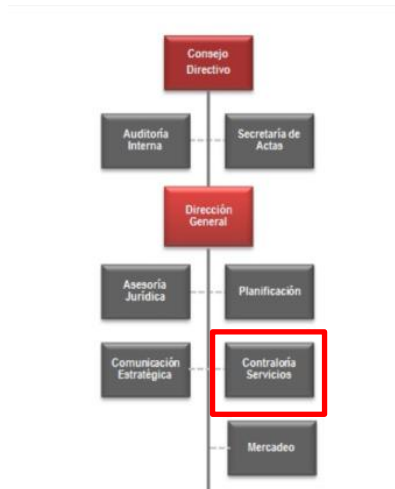 Consejo
Directivo
Auditoría
Interna
Secretaría de
Actas
Dirección
General
Asesoría
Jurídica
Planificación
Comunicación
Estratégica
Contraloría
Servicios
Mercadeo